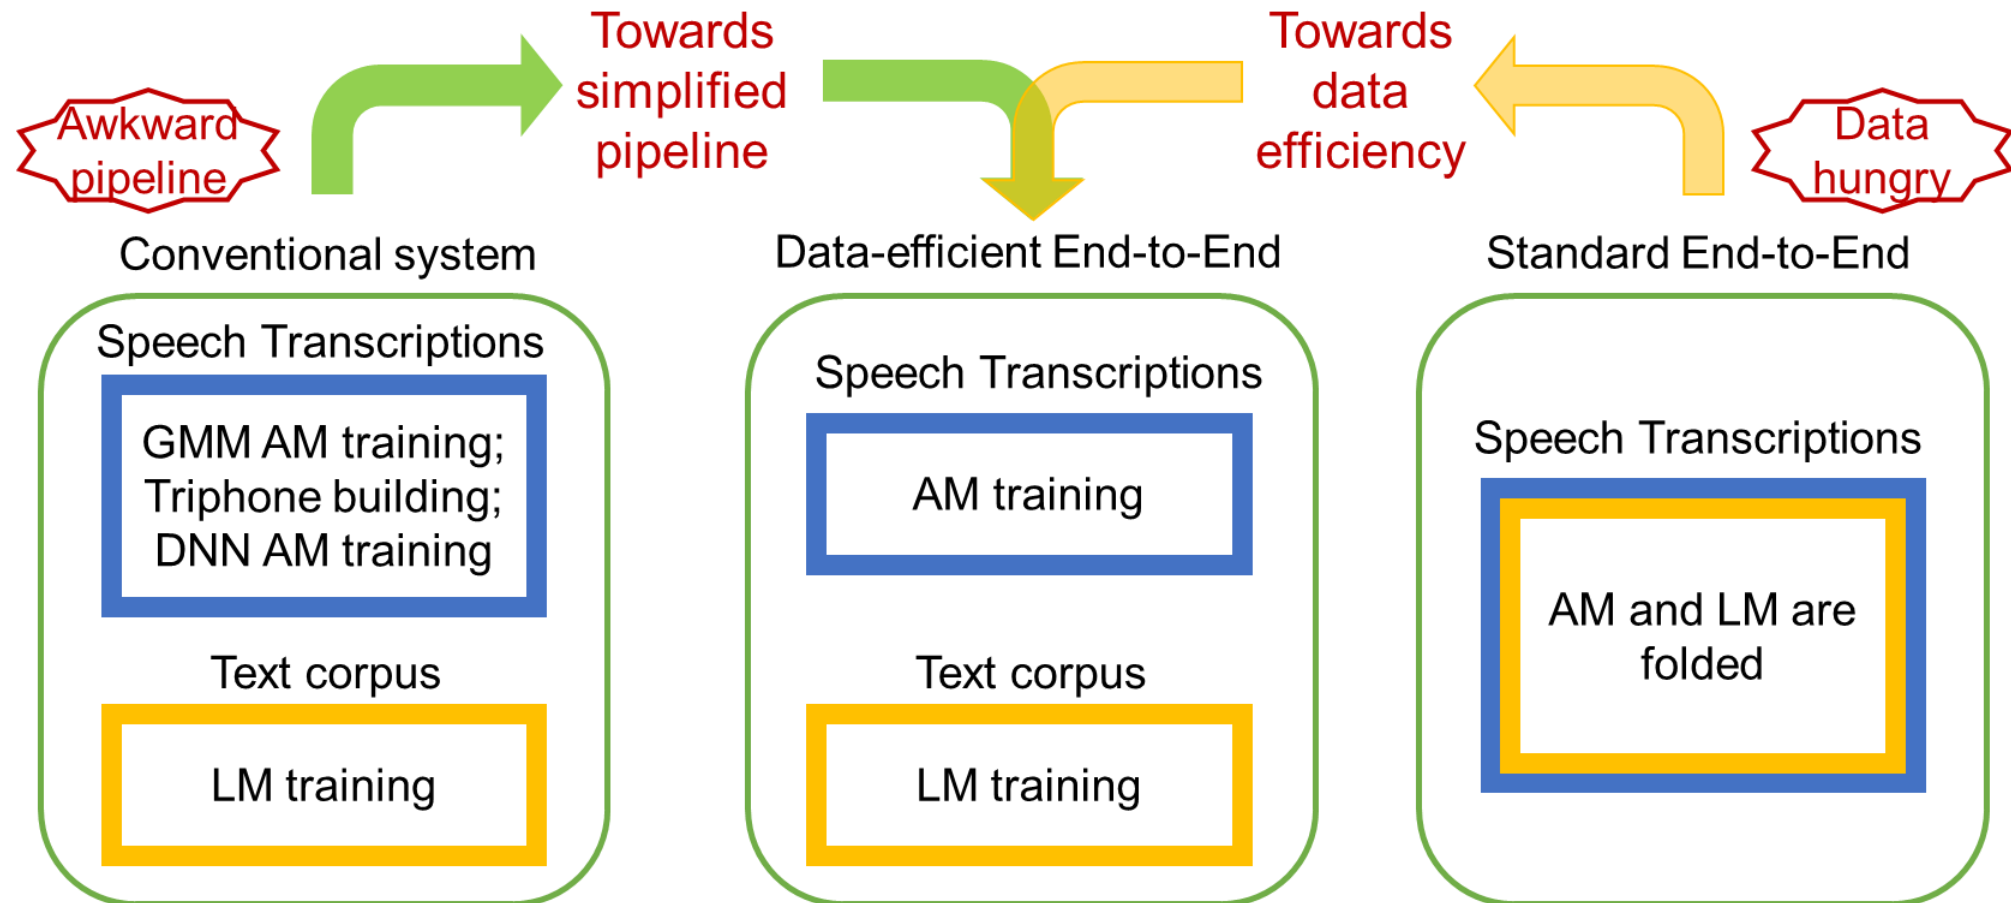 Awkward
pipeline
Towards
simplified
pipeline
Towards
data
efficiency
Data
hungry
Conventional system
Speech Transcriptions
GMM AM training;
Triphone building;
DNN AM training
Text corpus
LM training
Data-efficient End-to-End
Speech Transcriptions
AM training
Text corpus
LM training
Standard End-to-End
Speech Transcriptions
AM and LM are
folded